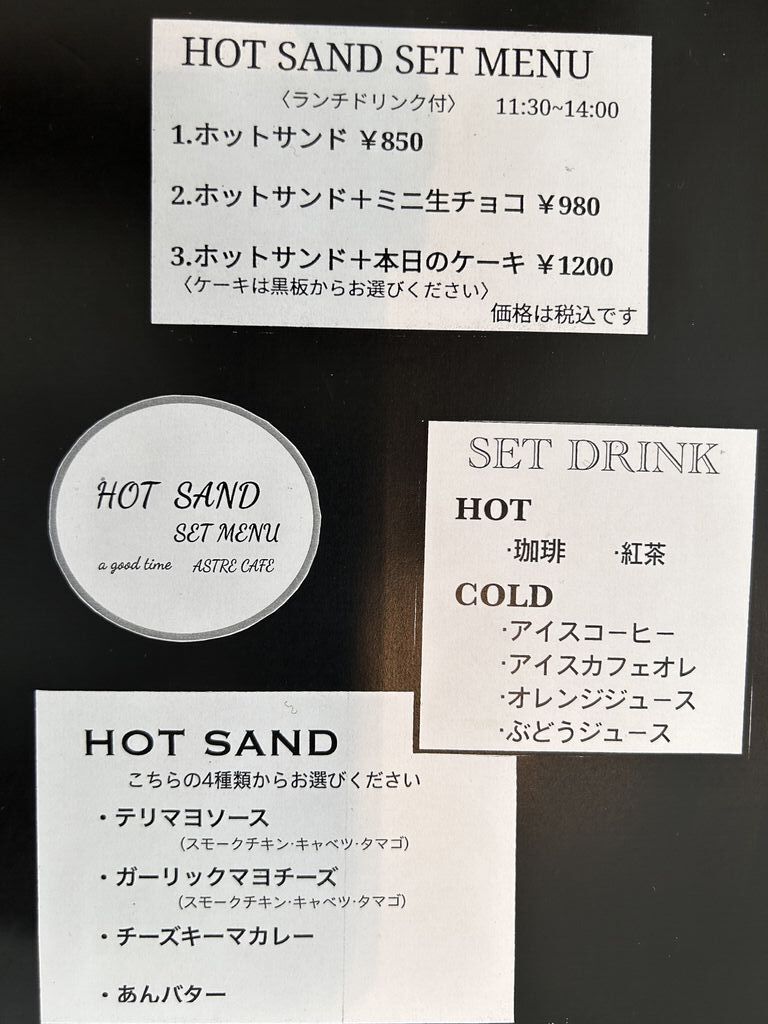 HOT SAND SET MENU
〈ランチドリンク付〉 11:30~14:00
1.ホットサンド ￥850
2.ホットサンド＋ミニ生チョコ ￥980
3.ホットサンド＋本日のケーキ ￥1200
〈ケーキは黒板からお選びください〉
価格は税込です
HOT SAND
SET MENU
a good time ASTRE CAFE
SET DRINK
HOT
·珈琲 ·紅茶
COLD
·アイスコーヒー
·アイスカフェオレ
·オレンジジュース
·ぶどうジュース
HOT SAND
こちらの4種類からお選びください
・テリマヨソース
（スモークチキン·キャベツ·タマゴ）
・ガーリックマヨチーズ
（スモークチキン·キャベツ·タマゴ）
・チーズキーマカレー
・あんバター